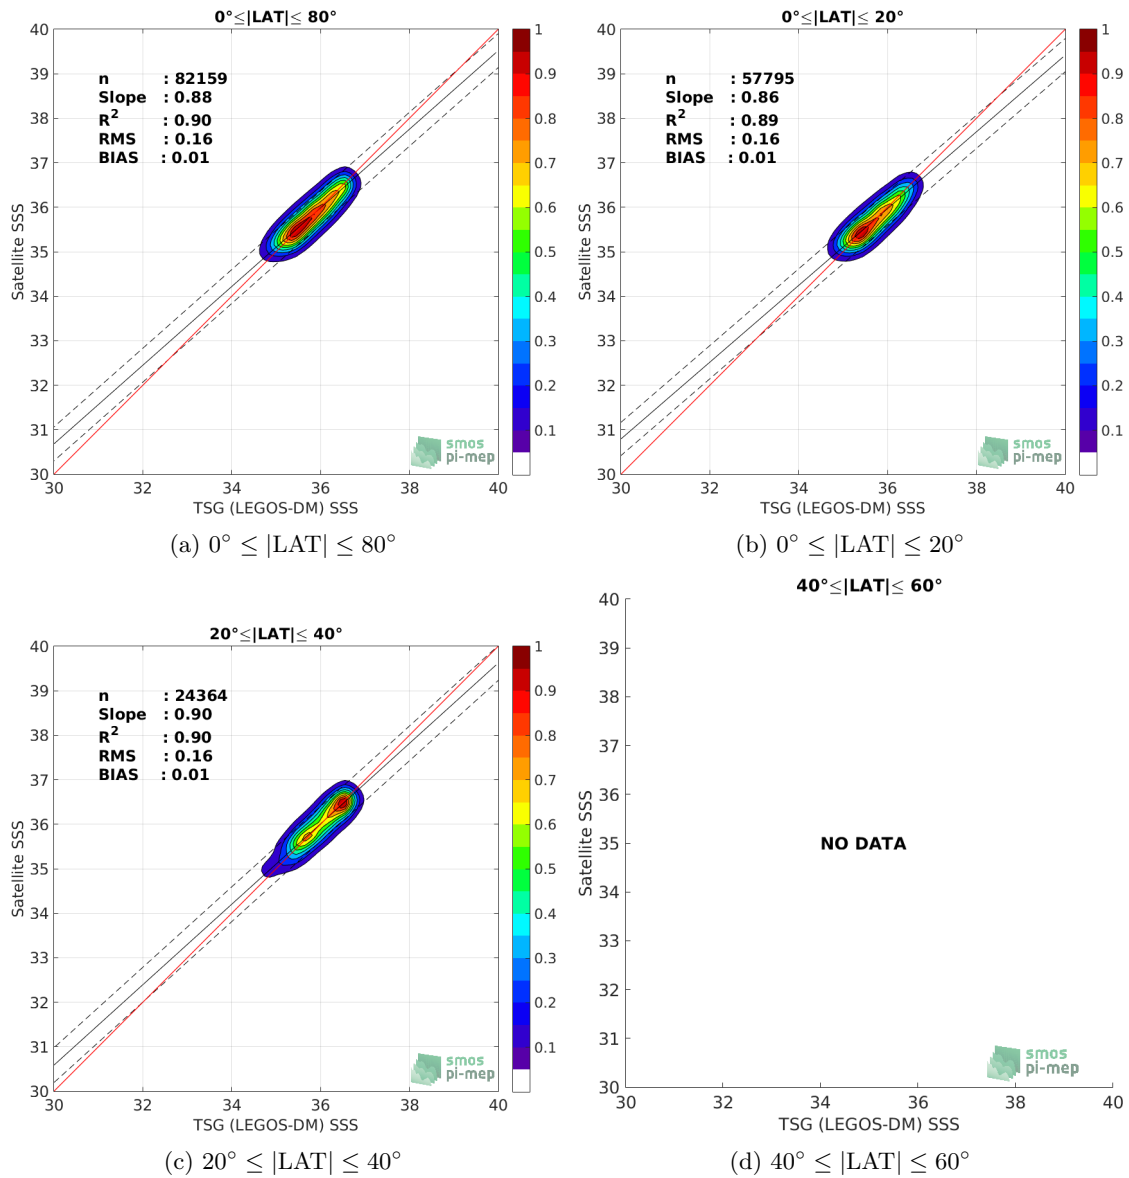 0°≤|LAT|≤ 80°
40
39
38
37
36
35
34
33
32
31
30
Satellite SSS
n : 82159
Slope : 0.88
R2 : 0.90
RMS : 0.16
BIAS : 0.01
30 32 34 36 38 40
TSG (LEGOS-DM) SSS
1
0.9
0.8
0.7
0.6
0.5
0.4
0.3
0.2
0.1
smos
pi-mep
(a) 0° ≤ |LAT| ≤ 80°
0°≤|LAT|≤ 20°
40
39
38
37
36
35
34
33
32
31
30
Satellite SSS
n : 57795
Slope : 0.86
R2 : 0.89
RMS : 0.16
BIAS : 0.01
30 32 34 36 38 40
TSG (LEGOS-DM) SSS
1
0.9
0.8
0.7
0.6
0.5
0.4
0.3
0.2
0.1
smos
pi-mep
(b) 0° ≤ |LAT| ≤ 20°
20°≤|LAT|≤ 40°
40
39
38
37
36
35
34
33
32
31
30
Satellite SSS
n : 24364
Slope : 0.90
R2 : 0.90
RMS : 0.16
BIAS : 0.01
30 32 34 36 38 40
TSG (LEGOS-DM) SSS
1
0.9
0.8
0.7
0.6
0.5
0.4
0.3
0.2
0.1
smos
pi-mep
(c) 20° ≤ |LAT| ≤ 40°
40°≤|LAT|≤ 60°
40
39
38
37
36
35
34
33
32
31
30
Satellite SSS
NO DATA
30 32 34 36 38 40
TSG (LEGOS-DM) SSS
smos
pi-mep
(d) 40° ≤ |LAT| ≤ 60°